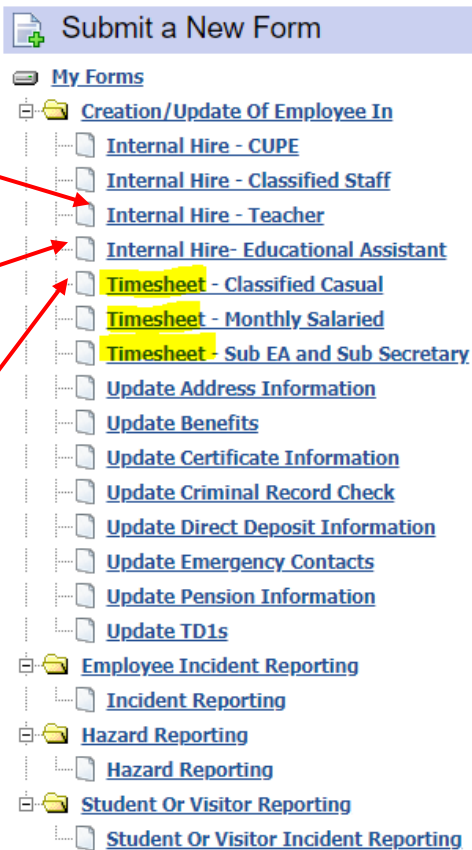 Submit a New Form
My Forms
Creation/Update Of Employee In
Internal Hire - CUPE
Internal Hire - Classified Staff
Internal Hire - Teacher
Internal Hire- Educational Assistant
Timesheet - Classified Casual
Timesheet - Monthly Salaried
Timesheet - Sub EA and Sub Secretary
Update Address Information
Update Benefits
Update Certificate Information
Update Criminal Record Check
Update Direct Deposit Information
Update Emergency Contacts
Update Pension Information
Update TD1s
Employee Incident Reporting
Incident Reporting
Hazard Reporting
Hazard Reporting
Student Or Visitor Reporting
Student Or Visitor Incident Reporting